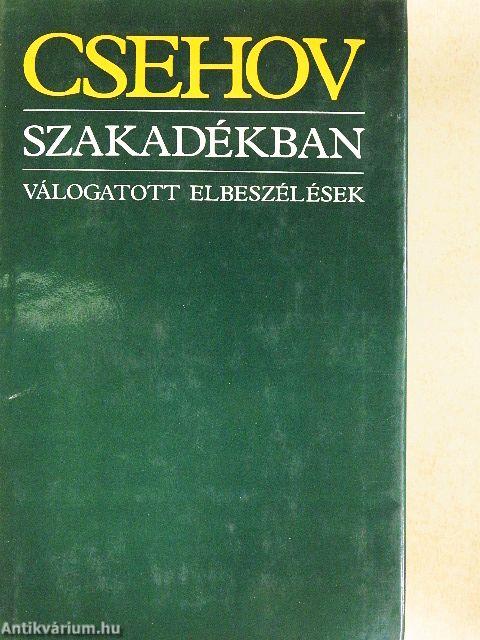 CSEHOV
SZAKADÉKBAN
VÁLOGATOTT ELBESZÉLÉSEK
Antikvárium.hu